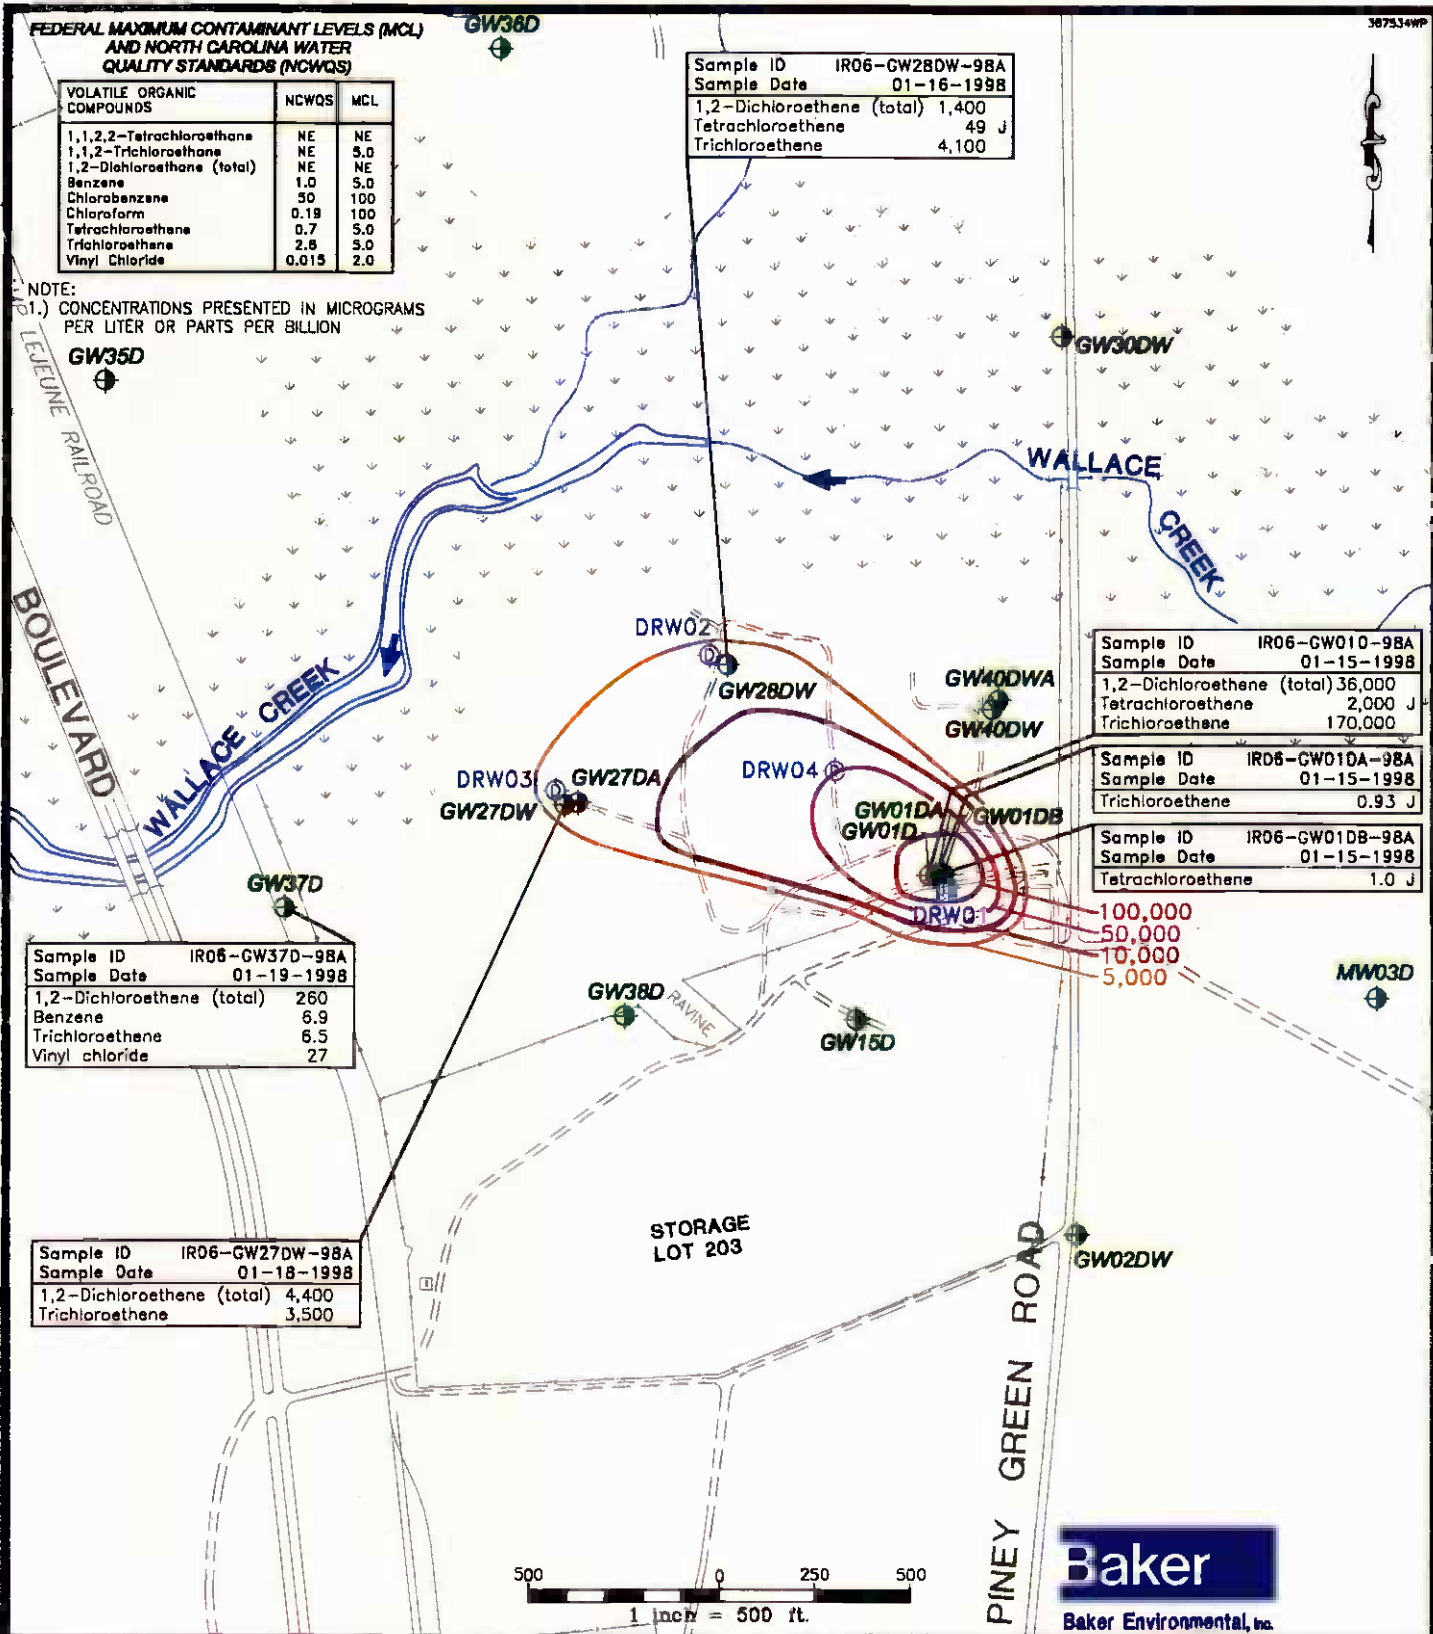 387534WP
FEDERAL MAXIMUM CONTAMINANT LEVELS (MCL)
AND NORTH CAROLINA WATER
QUALITY STANDARDS (NCWQS)
VOLATILE ORGANIC COMPOUNDS NCWQS MCL
1,1,2,2-Tetrachloroethane NE NE
1,1,2-Trichloroethane NE 5.0
1,2-Dichloroethane (total) NE NE
Benzene 1.0 5.0
Chlorobenzene 50 100
Chloroform 0.19 100
Tetrachloroethene 0.7 5.0
Trichloroethene 2.8 5.0
Vinyl Chloride 0.015 2.0
NOTE:
1.) CONCENTRATIONS PRESENTED IN MICROGRAMS
PER LITER OR PARTS PER BILLION
GW36D
Sample ID IR06-GW28DW-98A
Sample Date 01-16-1998
1,2-Dichloroethene (total) 1,400
Tetrachloroethene 49 J
Trichloroethene 4,100
GW35D
LEJEUNE RAILROAD
GW30DW
WALLACE
CREEK
BOULEVARD
WALLACE CREEK
DRW02
GW28DW
GW40DWA
GW40DW
Sample ID IR06-GW01D-98A
Sample Date 01-15-1998
1,2-Dichloroethene (total) 36,000
Tetrachloroethene 2,000 J
Trichloroethene 170,000
Sample ID IR06-GW01DA-98A
Sample Date 01-15-1998
Trichloroethene 0.93 J
Sample ID IR06-GW01DB-98A
Sample Date 01-15-1998
Tetrachloroethene 1.0 J
DRW03
GW27DA
GW27DW
DRW04
GW01DA
GW01DB
GW01D
DRW01
100,000
50,000
10,000
5,000
GW37D
Sample ID IR06-GW37D-98A
Sample Date 01-19-1998
1,2-Dichloroethene (total) 260
Benzene 6.9
Trichloroethene 6.5
Vinyl chloride 27
GW38D
RAVINE
GW15D
MW03D
Sample ID IR06-GW27DW-98A
Sample Date 01-18-1998
1,2-Dichloroethene (total) 4,400
Trichloroethene 3,500
STORAGE
LOT 203
GW02DW
PINEY GREEN ROAD
500 0 250 500
1 inch = 500 ft.
Baker
Baker Environmental, Inc.